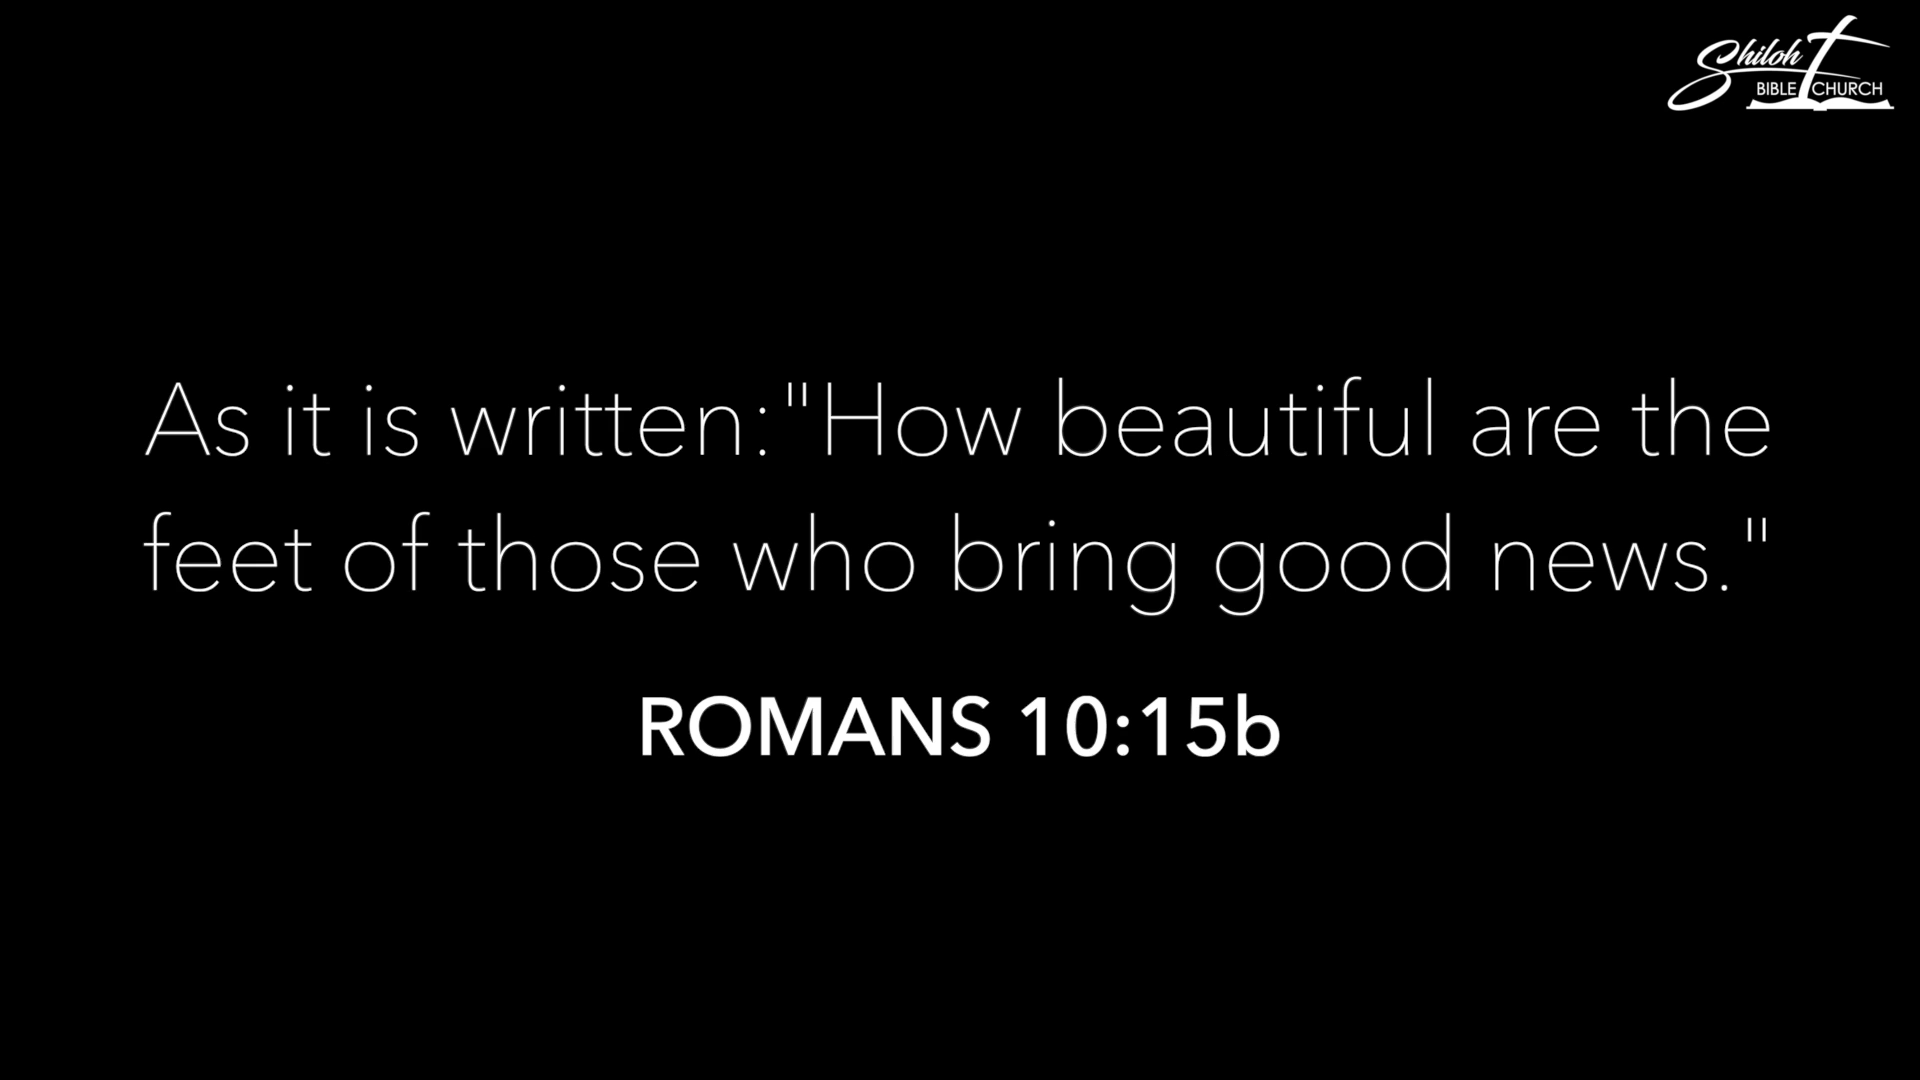 Shiloh
BIBLE CHURCH
As it is written:"How beautiful are the
feet of those who bring good news."
ROMANS 10:15b